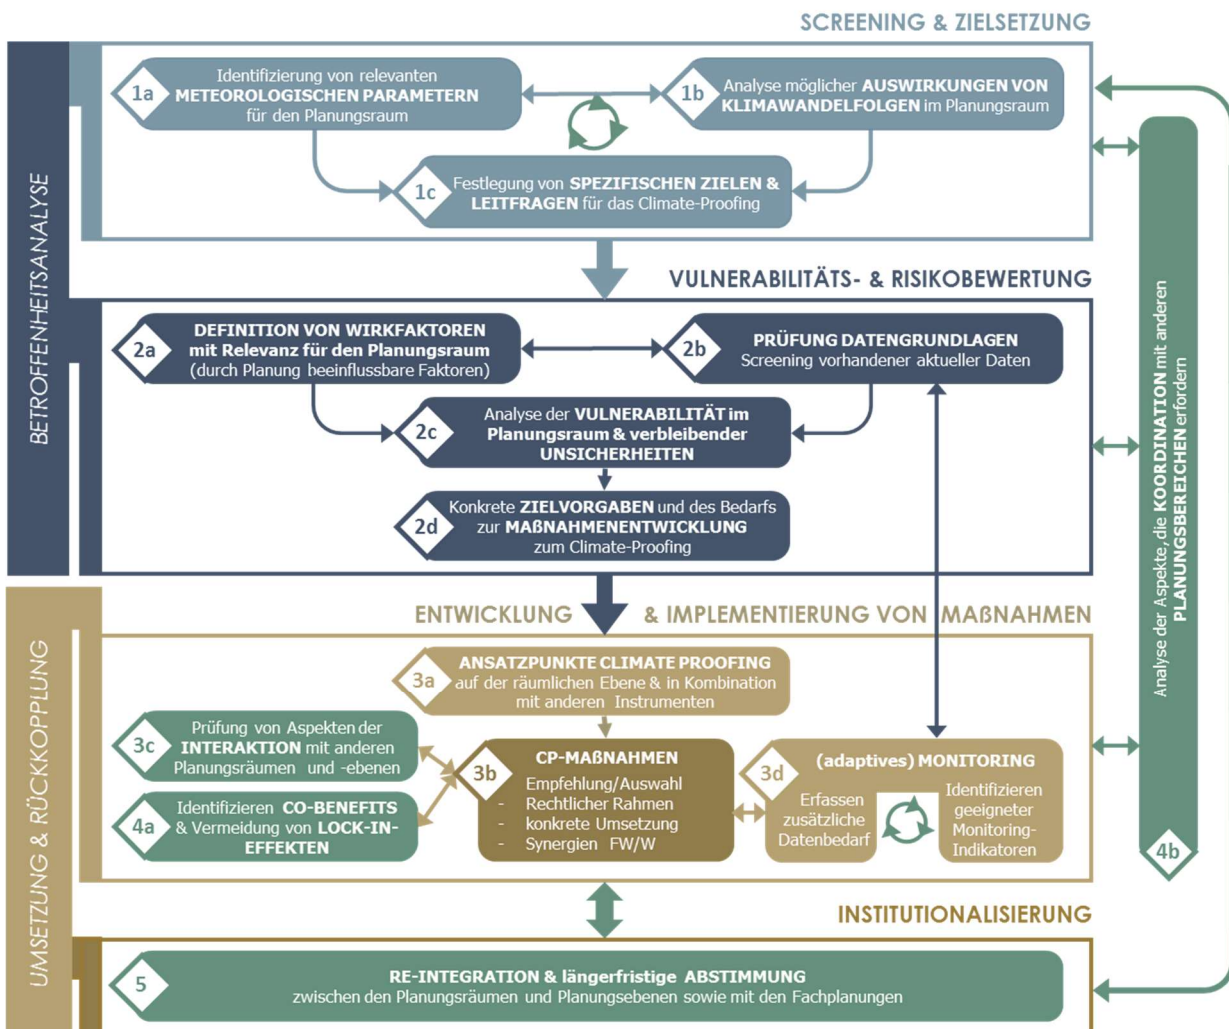 SCREENING & ZIELSETZUNG
BETROFFENHEITSANALYSE
1a
Identifizierung von relevanten
METEOROLOGISCHEN PARAMETERN
für den Planungsraum
1b
Analyse möglicher AUSWIRKUNGEN VON
KLIMAWANDELFOLGEN im Planungsraum
1c
Festlegung von SPEZIFISCHEN ZIELEN &
LEITFRAGEN für das Climate-Proofing
VULNERABILITÄTS- & RISIKOBEWERTUNG
2a
DEFINITION VON WIRKFAKTOREN
mit Relevanz für den Planungsraum
(durch Planung beeinflussbare Faktoren)
2b
PRÜFUNG DATENGRUNDLAGEN
Screening vorhandener aktueller Daten
2c
Analyse der VULNERABILITÄT im
Planungsraum & verbleibender
UNSICHERHEITEN
2d
Konkrete ZIELVORGABEN und des Bedarfs
zur MAßNAHMENENTWICKLUNG
zum Climate-Proofing
UMSETZUNG & RÜCKKOPPLUNG
ENTWICKLUNG & IMPLEMENTIERUNG VON MAßNAHMEN
3a
ANSATZPUNKTE CLIMATE PROOFING
auf der räumlichen Ebene & in Kombination
mit anderen Instrumenten
3c
Prüfung von Aspekten der
INTERAKTION mit anderen
Planungsräumen und -ebenen
4a
Identifizieren CO-BENEFITS
& Vermeidung von LOCK-IN-
EFFEKTEN
3b
CP-MAßNAHMEN
Empfehlung/Auswahl
- Rechtlicher Rahmen
- konkrete Umsetzung
- Synergien FW/W
3d
(adaptives) MONITORING
Erfassen
zusätzliche
Datenbedarf
Identifizieren
geeigneter
Monitoring-
Indikatoren
Analyse der Aspekte, die KOORDINATION mit anderen
PLANUNGSBEREICHEN erfordern
4b
INSTITUTIONALISIERUNG
5
RE-INTEGRATION & längerfristige ABSTIMMUNG
zwischen den Planungsräumen und Planungsebenen sowie mit den Fachplanungen